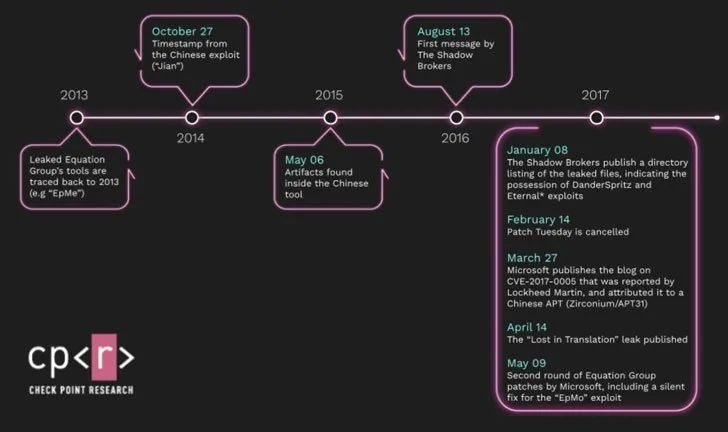 October 27
Timestamp from
the Chinese exploit
("Jian")
August 13
First message by
The Shadow
Brokers
2013
2014
2015
2016
2017
Leaked Equation
Group's tools are
traced back to 2013
(e.g "EpMe")
May 06
Artifacts found
inside the Chinese
tool
January 08
The Shadow Brokers publish a directory
listing of the leaked files, indicating the
possession of DanderSpritz and
Eternal* exploits
February 14
Patch Tuesday is cancelled
March 27
Microsoft publishes the blog on
CVE-2017-0005 that was reported by
Lockheed Martin, and attributed it to a
Chinese APT (Zirconium/APT31)
April 14
The "Lost in Translation" leak published
May 09
Second round of Equation Group
patches by Microsoft, including a silent
fix for the "EpMo" exploit
cp<r>
CHECK POINT RESEARCH